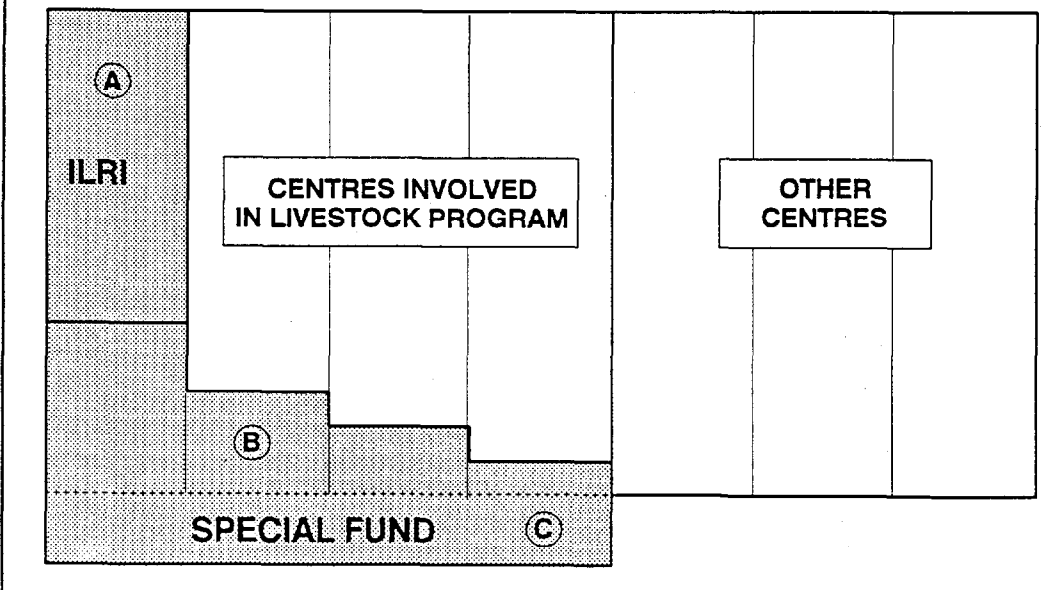 A
ILRI
CENTRES INVOLVED
IN LIVESTOCK PROGRAM
OTHER
CENTRES
B
SPECIAL FUND
C